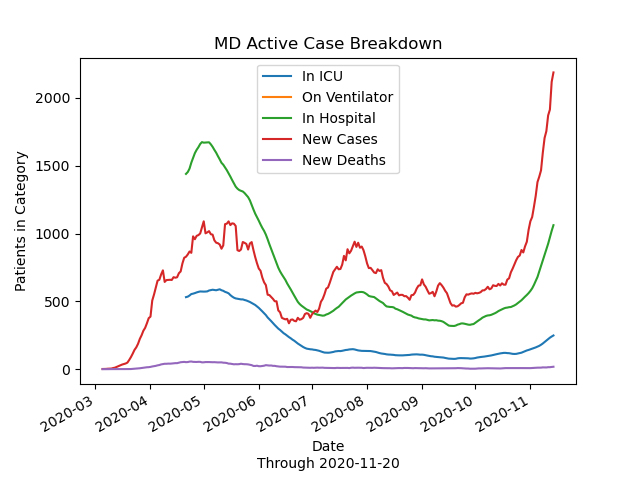 MD Active Case Breakdown
In ICU
On Ventilator
In Hospital
New Cases
New Deaths
Patients in Category
2000
1500
1000
500
0
2020-03
2020-04
2020-05
2020-06
2020-07
2020-08
2020-09
2020-10
2020-11
Date
Through 2020-11-20